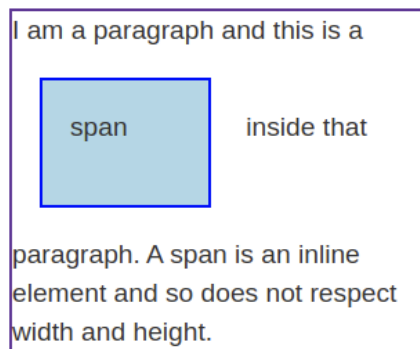 I am a paragraph and this is a
span inside that
paragraph. A span is an inline
element and so does not respect
width and height.